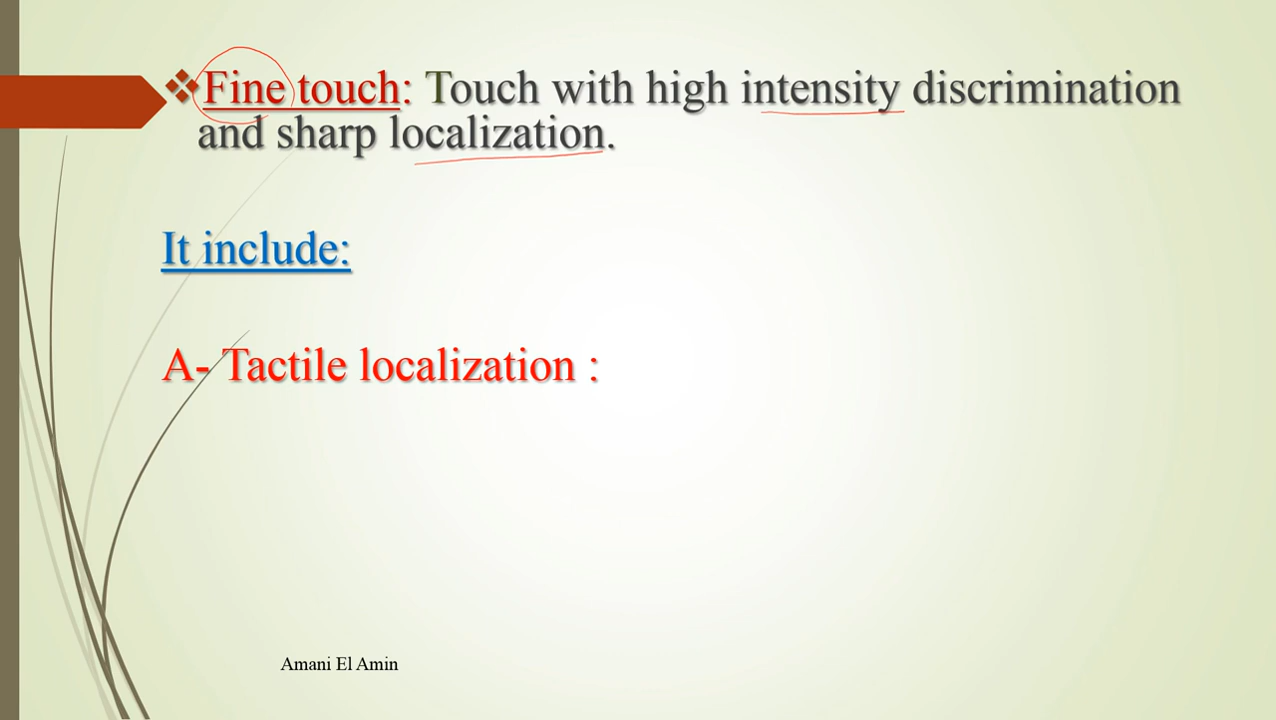 ❖Fine touch: Touch with high intensity discrimination
and sharp localization.
It include:
A- Tactile localization :
Amani El Amin